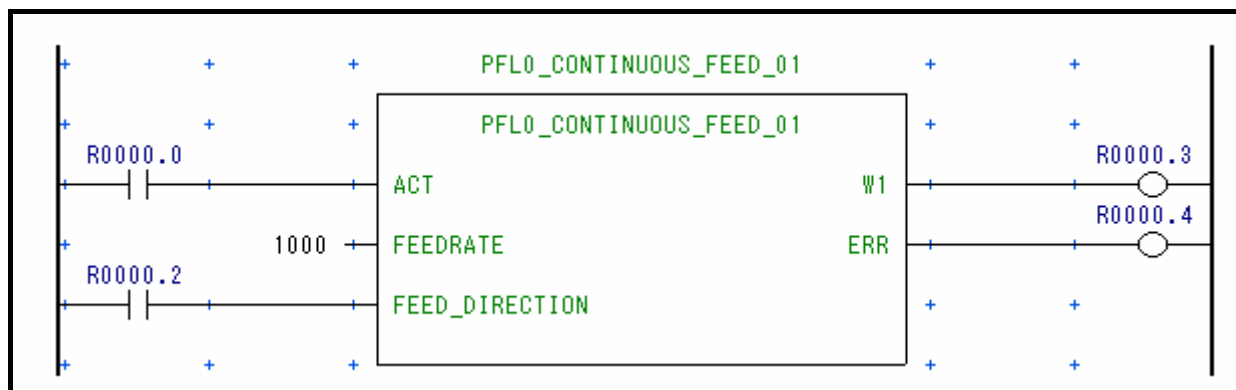 PFL0_CONTINUOUS_FEED_01
PFL0_CONTINUOUS_FEED_01
R0000.0
R0000.3
ACT
W1
R0000.4
1000
FEEDRATE
ERR
R0000.2
FEED_DIRECTION